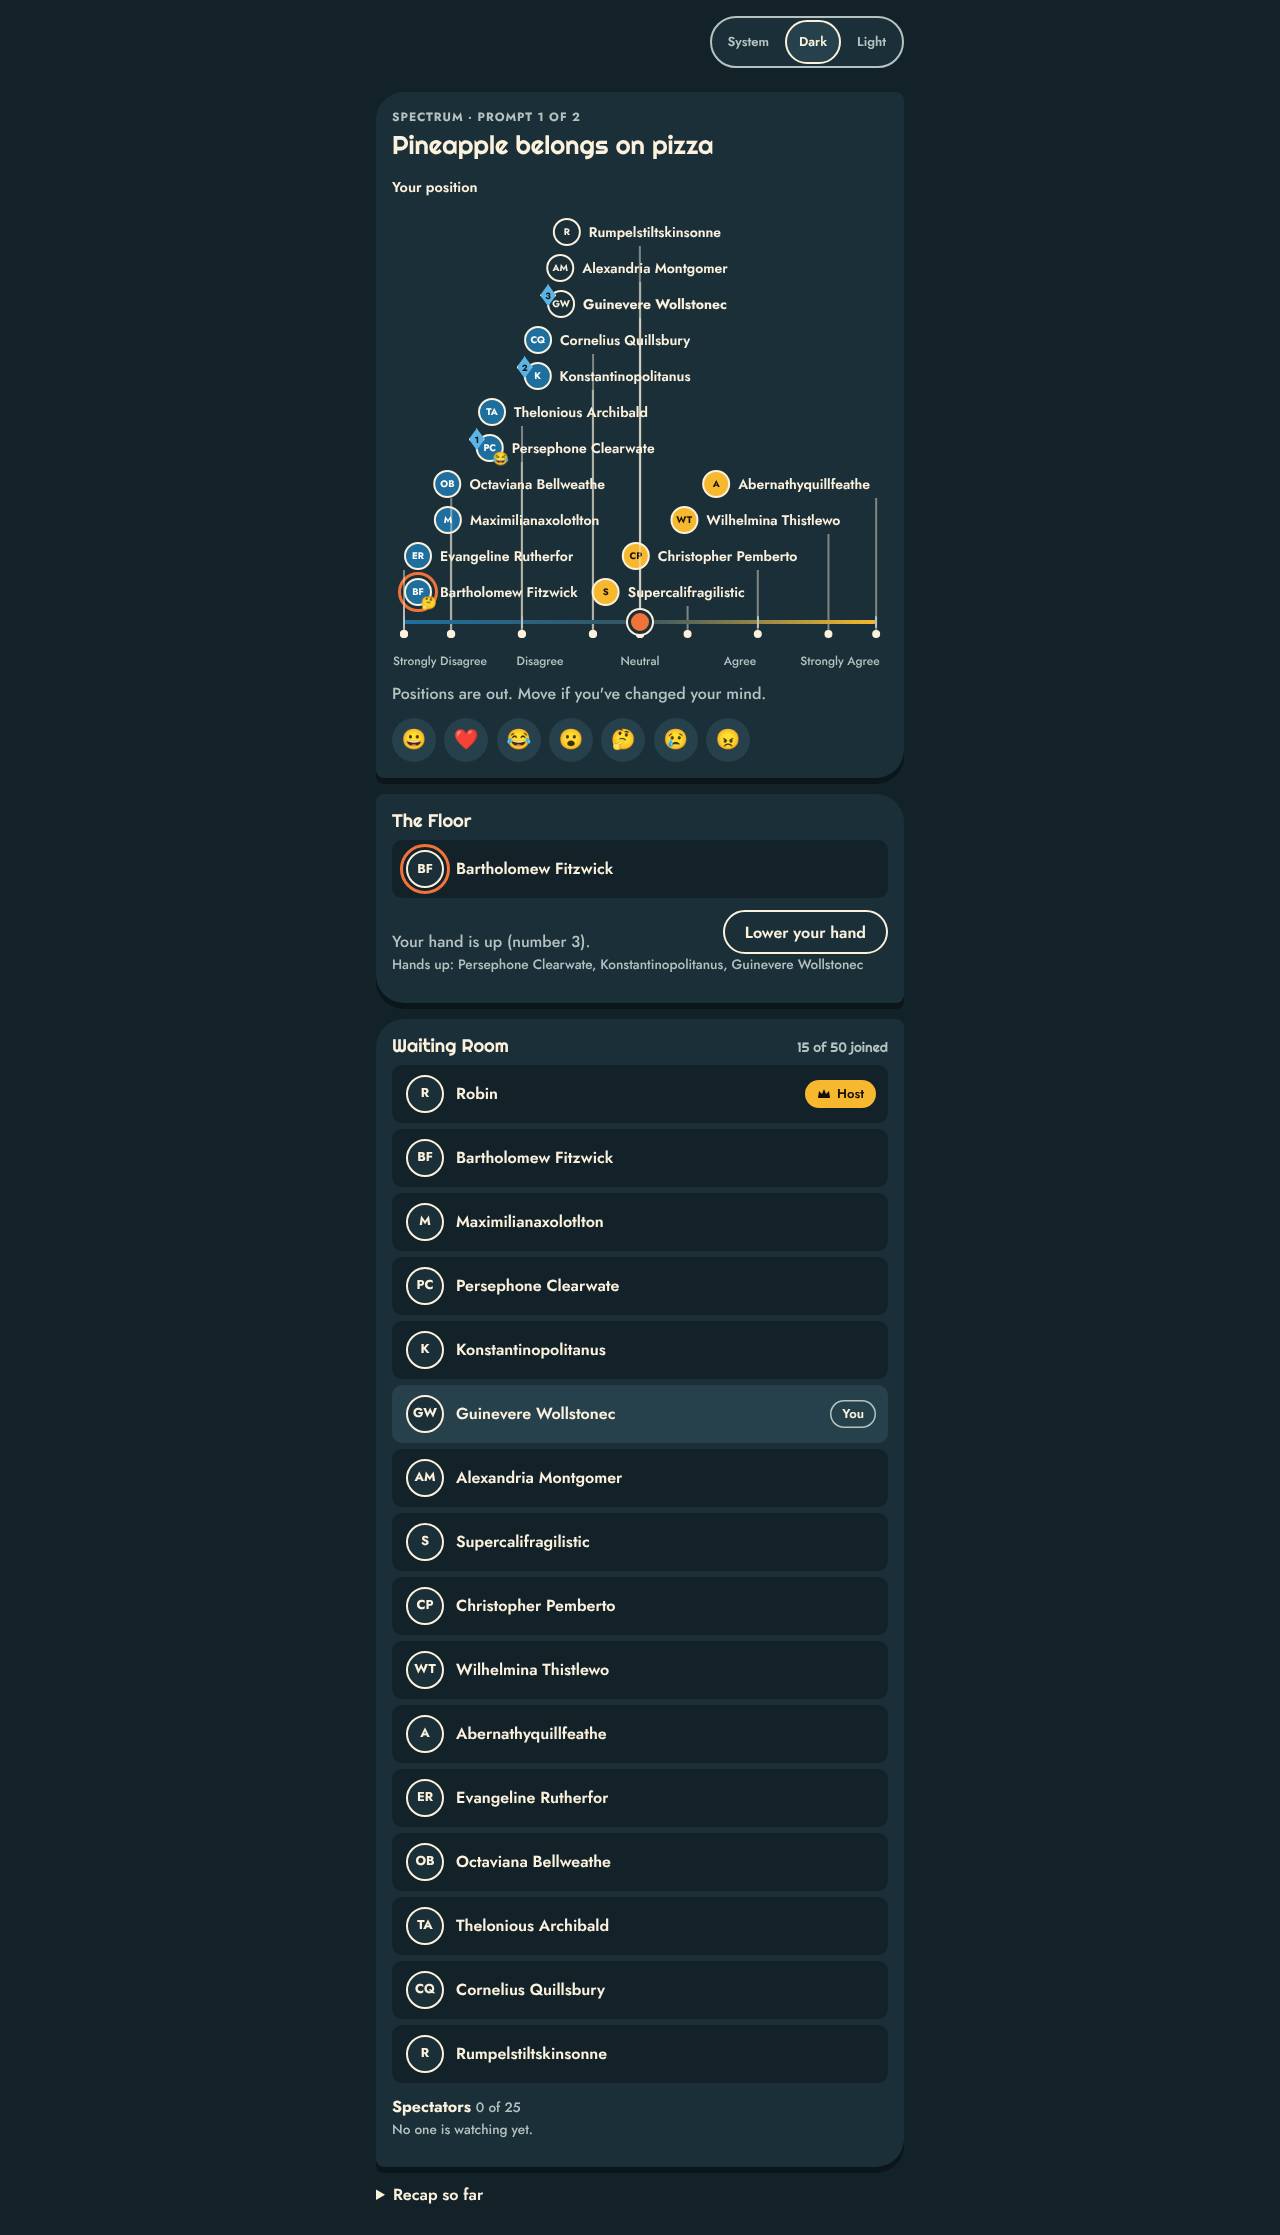 System Dark Light
SPECTRUM · PROMPT 1 OF 2
Pineapple belongs on pizza
Your position
R Rumpelstiltskinsonne
AM Alexandria Montgomer
3 GW Guinevere Wollstonec
CQ Cornelius Quillsbury
2 K Konstantinopolitanus
TA Thelonious Archibald
1 PC Persephone Clearwate
OB Octaviana Bellweathe
A Abernathyquillfeathe
M Maximilianaxolotlton
WT Wilhelmina Thistlewo
ER Evangeline Rutherfor
CP Christopher Pemberto
BF Bartholomew Fitzwick
S Supercalifragilistic
Strongly Disagree Disagree Neutral Agree Strongly Agree
Positions are out. Move if you've changed your mind.
The Floor
BF Bartholomew Fitzwick
Your hand is up (number 3).
Lower your hand
Hands up: Persephone Clearwate, Konstantinopolitanus, Guinevere Wollstonec
Waiting Room
15 of 50 joined
R Robin Host
BF Bartholomew Fitzwick
M Maximilianaxolotlton
PC Persephone Clearwate
K Konstantinopolitanus
GW Guinevere Wollstonec You
AM Alexandria Montgomer
S Supercalifragilistic
CP Christopher Pemberto
WT Wilhelmina Thistlewo
A Abernathyquillfeathe
ER Evangeline Rutherfor
OB Octaviana Bellweathe
TA Thelonious Archibald
CQ Cornelius Quillsbury
R Rumpelstiltskinsonne
Spectators 0 of 25
No one is watching yet.
Recap so far